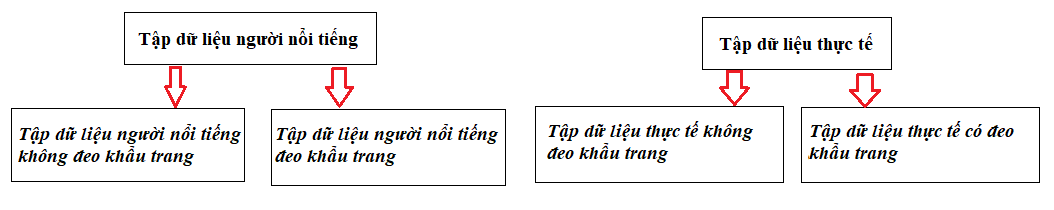 Tập dữ liệu người nổi tiếng
Tập dữ liệu thực tế
Tập dữ liệu người nổi tiếng
không đeo khẩu trang
Tập dữ liệu người nổi tiếng
đeo khẩu trang
Tập dữ liệu thực tế không
đeo khẩu trang
Tập dữ liệu thực tế có đeo
khẩu trang